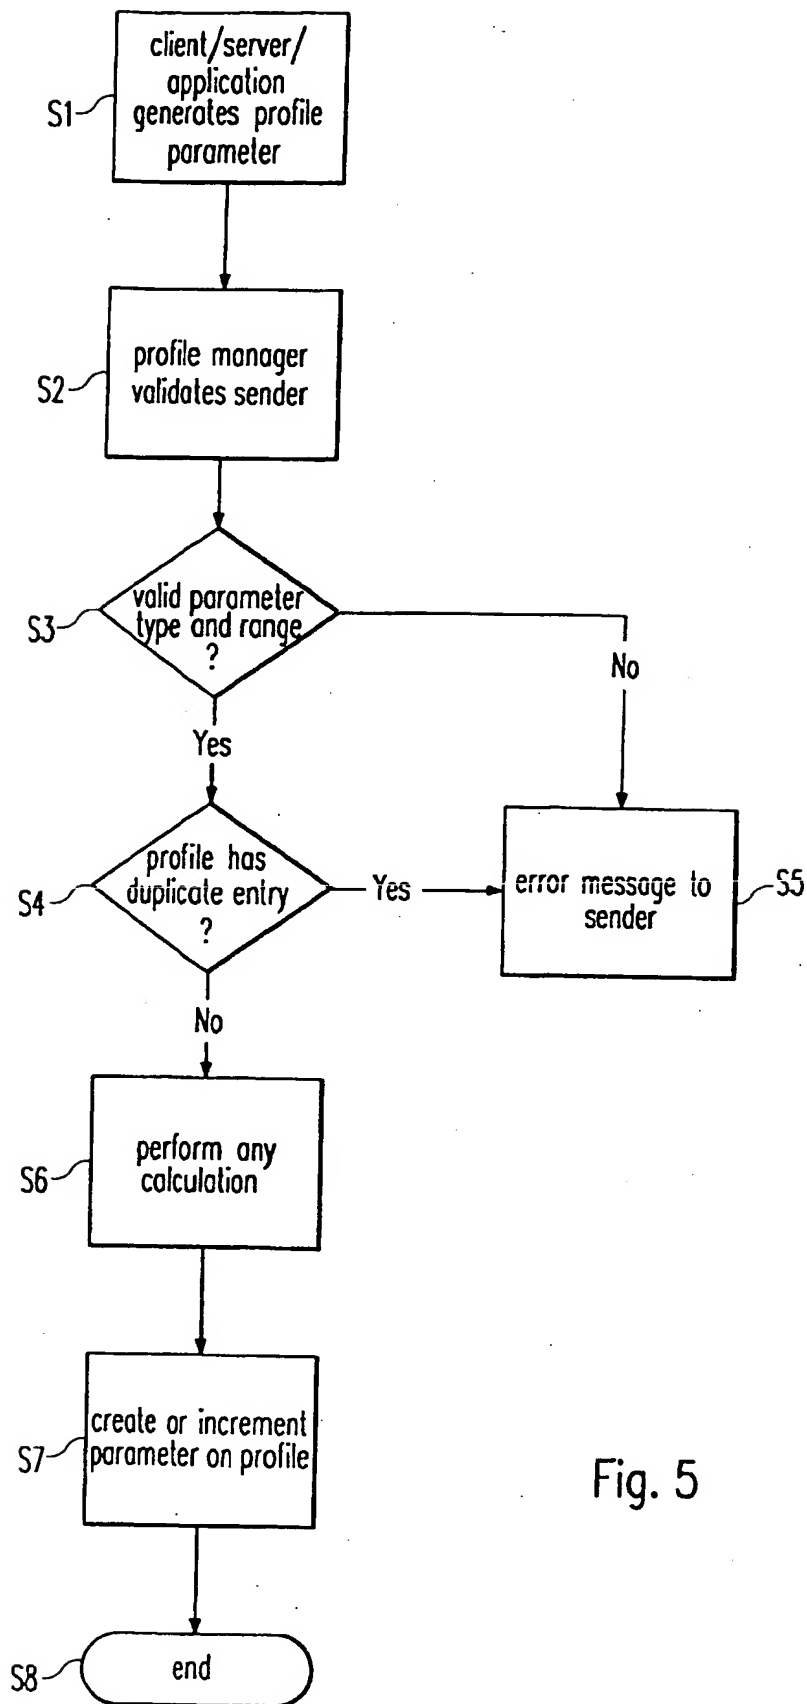 client/server/
application
generates profile
parameter
S1
profile manager
validates sender
S2
valid parameter
type and range
?
S3
No
Yes
profile has
duplicate entry
?
S4
Yes
error message to
sender
S5
No
perform any
calculation
S6
create or increment
parameter on profile
S7
Fig. 5
end
S8